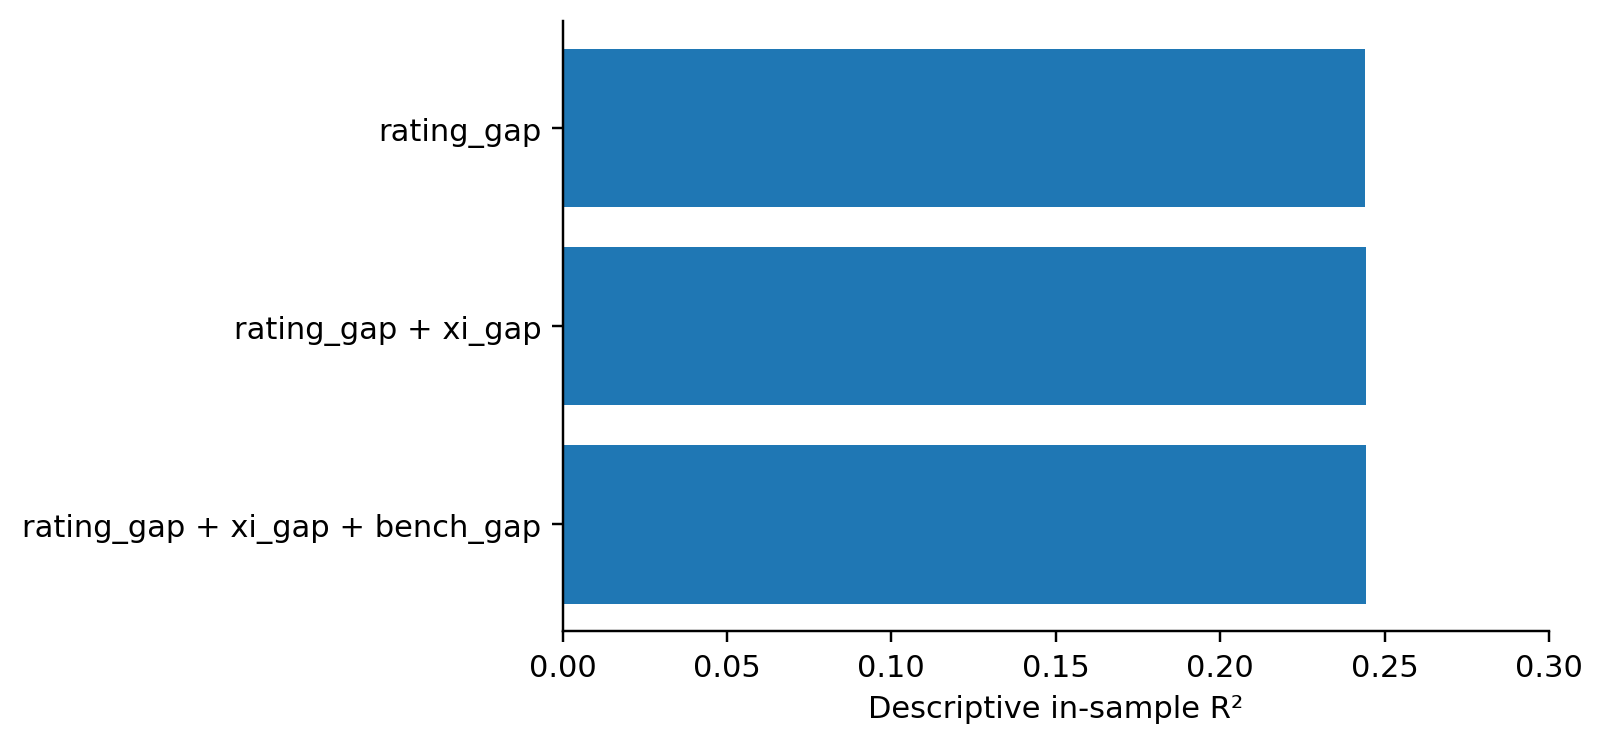 rating_gap
rating_gap + xi_gap
rating_gap + xi_gap + bench_gap
0.00 0.05 0.10 0.15 0.20 0.25 0.30
Descriptive in-sample R²